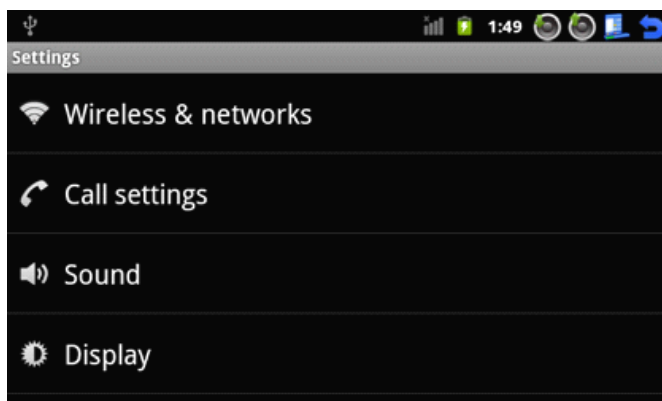 1:49
Settings
Wireless & networks
Call settings
Sound
Display